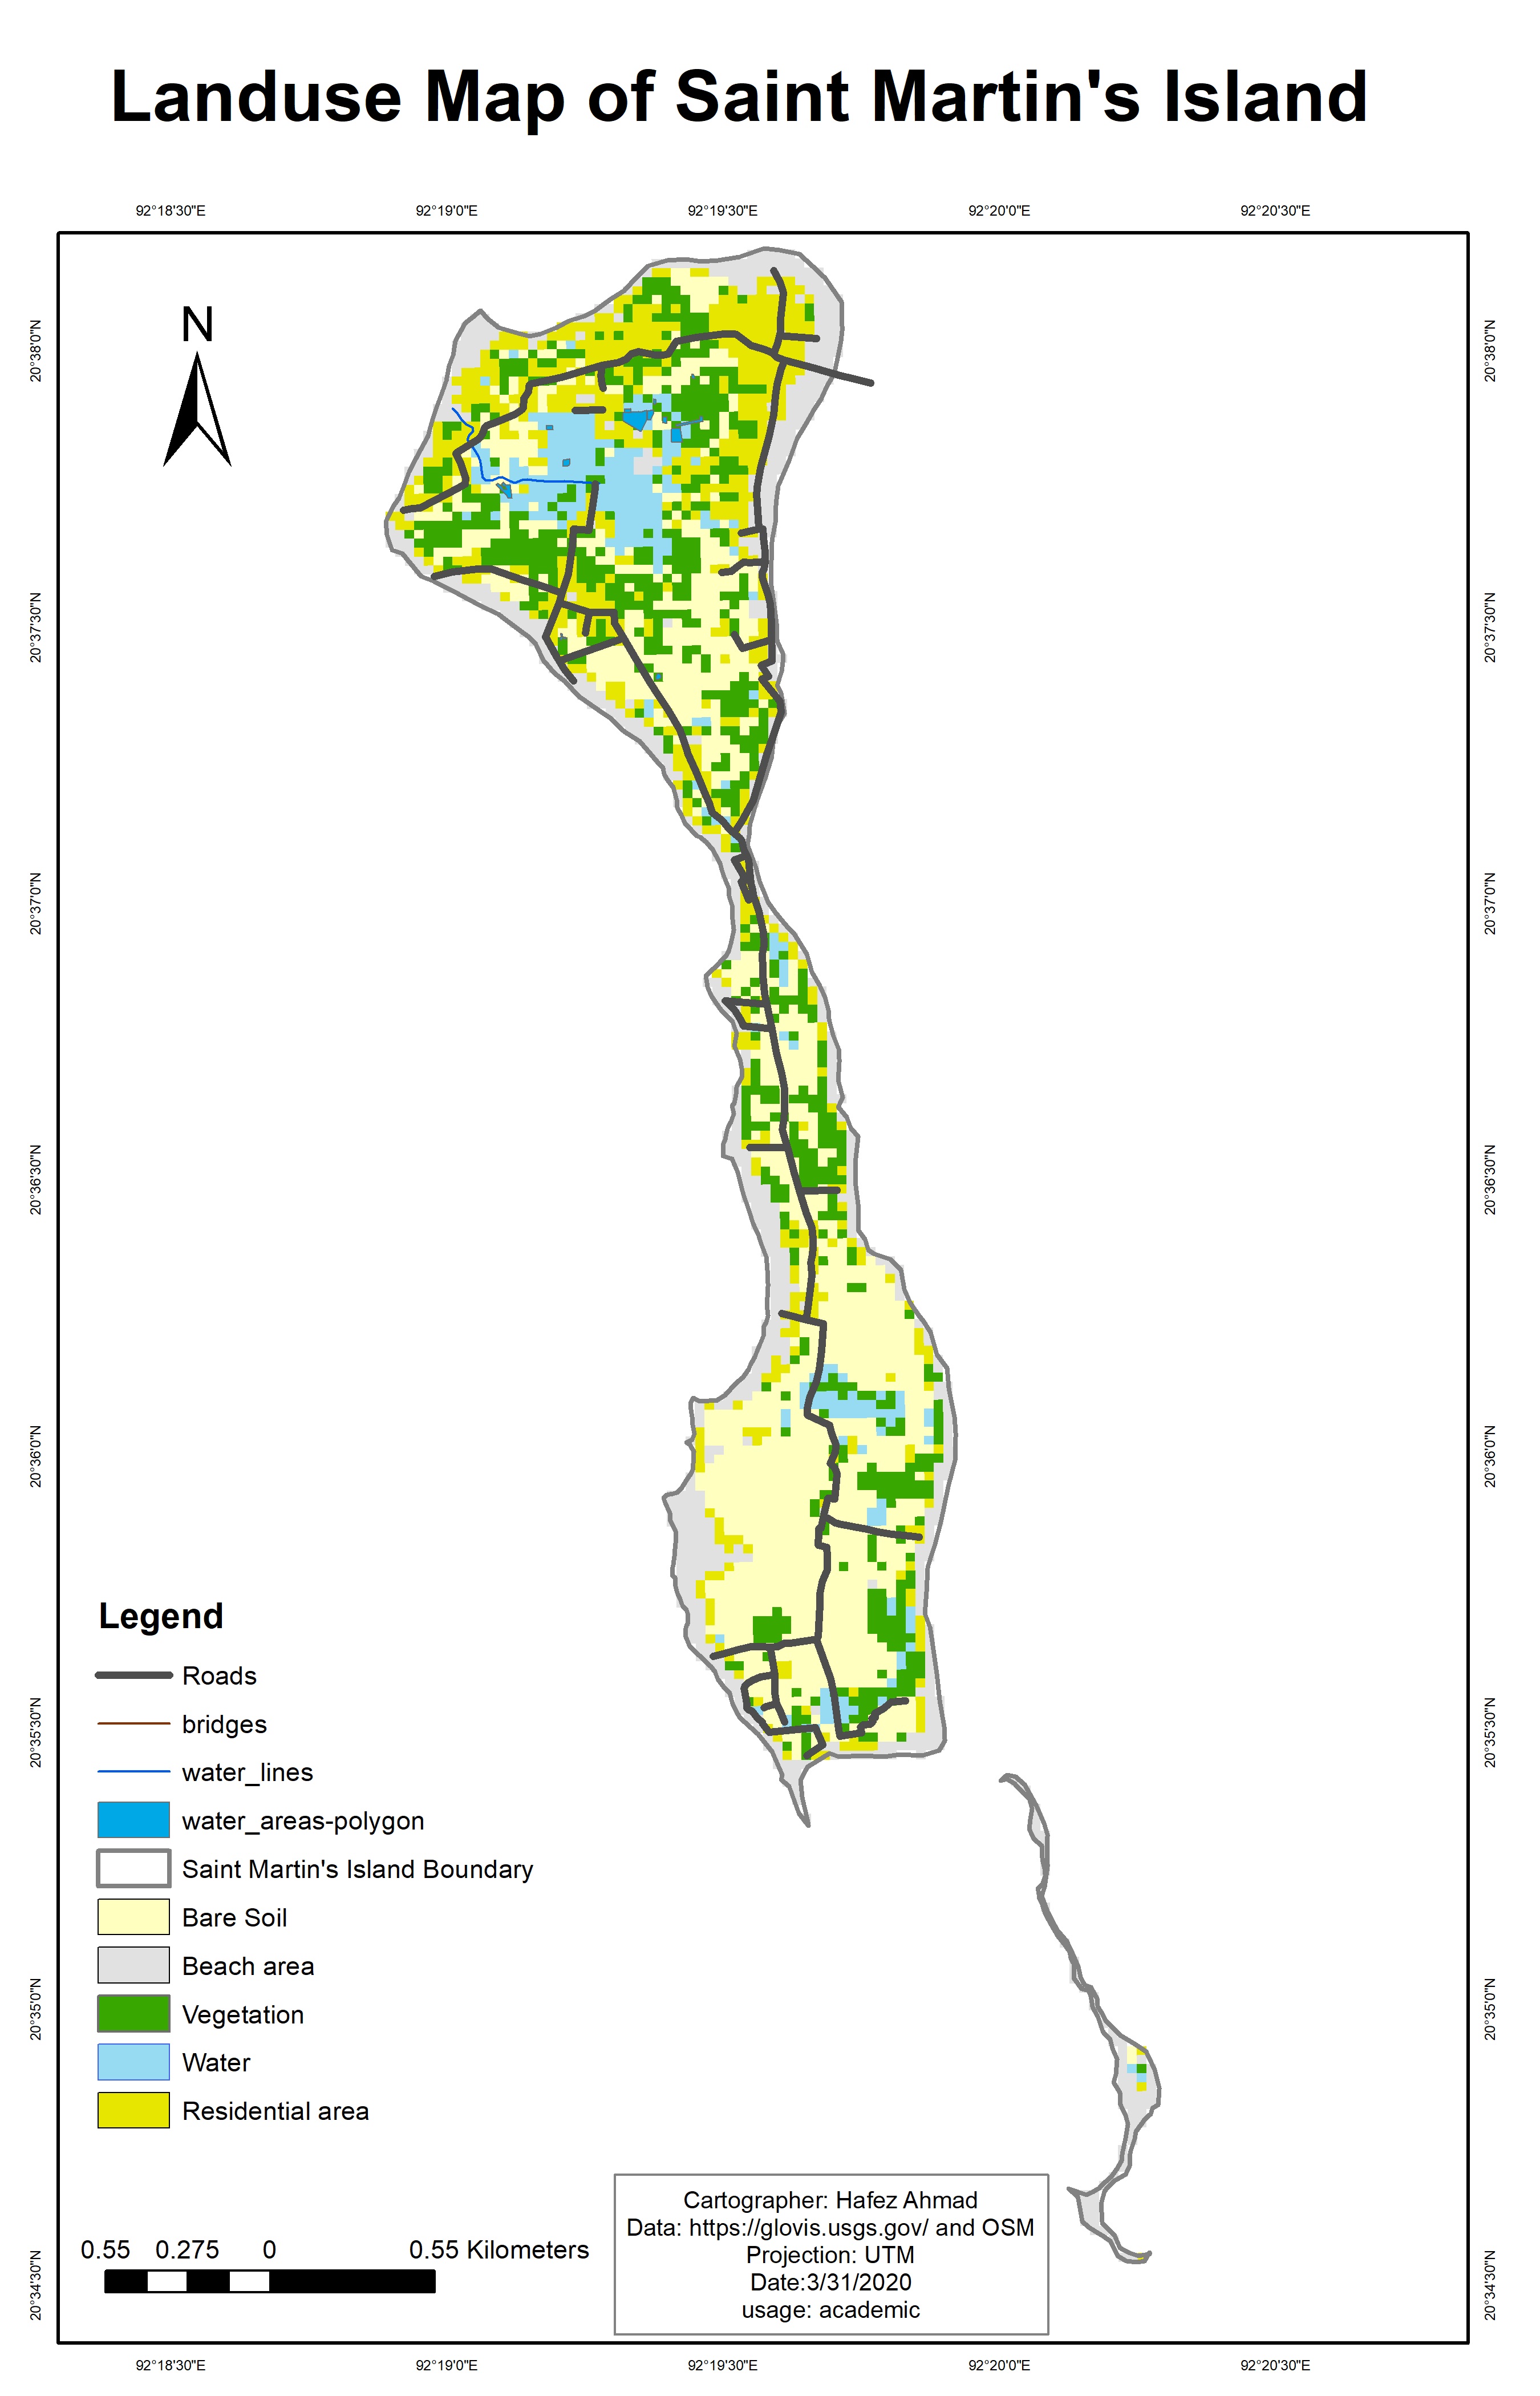 Landuse Map of Saint Martin's Island
92°18'30"E 92°19'0"E 92°19'30"E 92°20'0"E 92°20'30"E
N
20°38'0"N 20°38'0"N
20°37'30"N 20°37'30"N
20°37'0"N 20°37'0"N
20°36'30"N 20°36'30"N
20°36'0"N 20°36'0"N
20°35'30"N 20°35'30"N
20°35'0"N 20°35'0"N
20°34'30"N 20°34'30"N
Legend
Roads
bridges
water_lines
water_areas-polygon
Saint Martin's Island Boundary
Bare Soil
Beach area
Vegetation
Water
Residential area
0.55 0.275 0 0.55 Kilometers
Cartographer: Hafez Ahmad
Data: https://glovis.usgs.gov/ and OSM
Projection: UTM
Date:3/31/2020
usage: academic
92°18'30"E 92°19'0"E 92°19'30"E 92°20'0"E 92°20'30"E